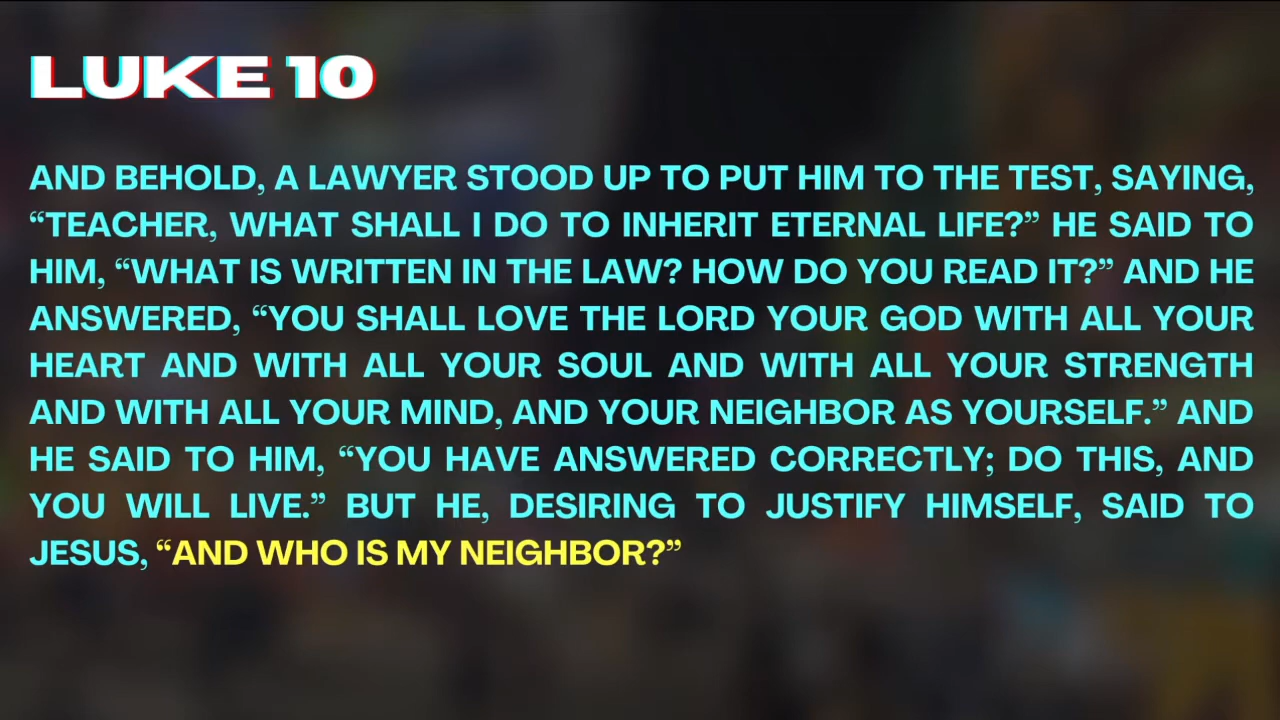 LUKE 10
AND BEHOLD, A LAWYER STOOD UP TO PUT HIM TO THE TEST, SAYING,
“TEACHER, WHAT SHALL I DO TO INHERIT ETERNAL LIFE?” HE SAID TO
HIM, “WHAT IS WRITTEN IN THE LAW? HOW DO YOU READ IT?” AND HE
ANSWERED, “YOU SHALL LOVE THE LORD YOUR GOD WITH ALL YOUR
HEART AND WITH ALL YOUR SOUL AND WITH ALL YOUR STRENGTH
AND WITH ALL YOUR MIND, AND YOUR NEIGHBOR AS YOURSELF.” AND
HE SAID TO HIM, “YOU HAVE ANSWERED CORRECTLY; DO THIS, AND
YOU WILL LIVE.” BUT HE, DESIRING TO JUSTIFY HIMSELF, SAID TO
JESUS, “AND WHO IS MY NEIGHBOR?”